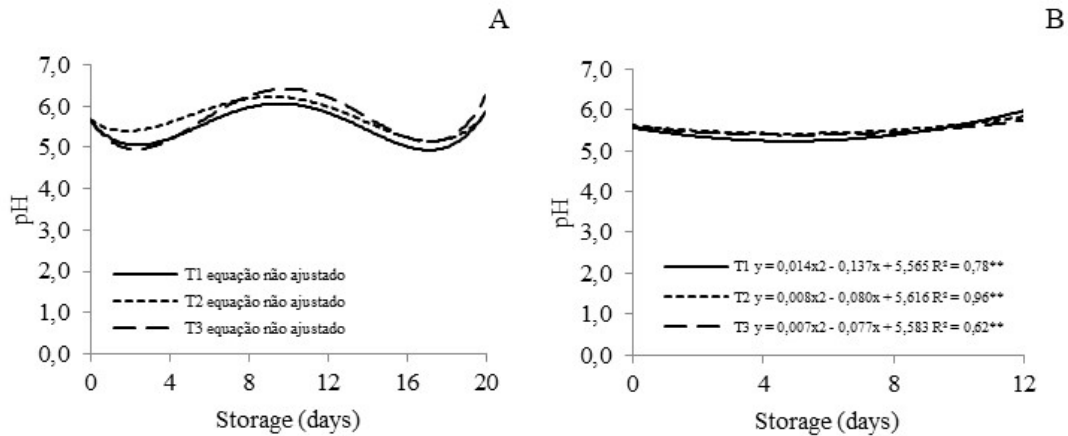 A
7,0
6,0
5,0
4,0
3,0
2,0
1,0
0,0
pH
T1 equação não ajustado
T2 equação não ajustado
T3 equação não ajustado
0 4 8 12 16 20
Storage (days)
B
7,0
6,0
5,0
4,0
3,0
2,0
1,0
0,0
pH
T1 y = 0,014x2 - 0,137x + 5,565 R² = 0,78**
T2 y = 0,008x2 - 0,080x + 5,616 R² = 0,96**
T3 y = 0,007x2 - 0,077x + 5,583 R² = 0,62**
0 4 8 12
Storage (days)